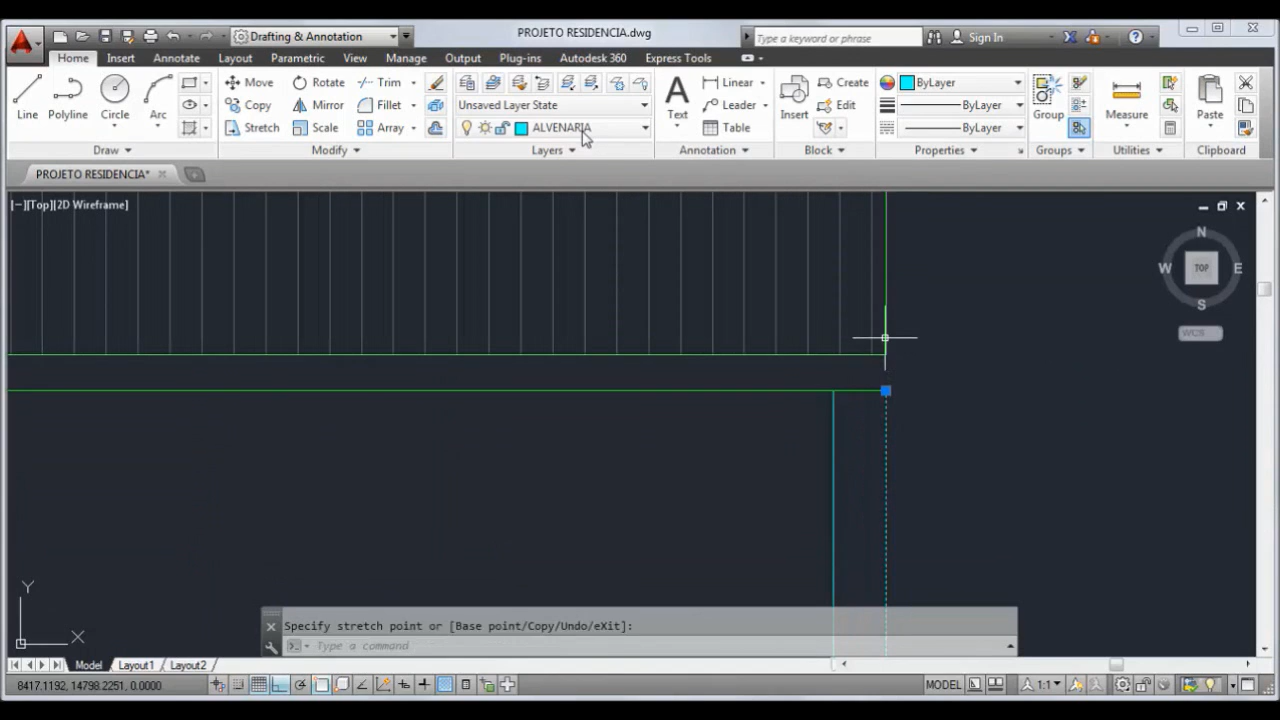 Drafting & Annotation
PROJETO RESIDENCIA.dwg
Type a keyword or phrase
Sign In
Home
Insert
Annotate
Layout
Parametric
View
Manage
Output
Plug-ins
Autodesk 360
Express Tools
Line
Polyline
Circle
Arc
Draw
Move
Rotate
Trim
Copy
Mirror
Fillet
Stretch
Scale
Array
Modify
Unsaved Layer State
ALVENARIA
Layers
Text
Linear
Leader
Table
Annotation
Insert
Create
Edit
Block
ByLayer
ByLayer
ByLayer
Properties
Group
Groups
Measure
Utilities
Paste
Clipboard
PROJETO RESIDENCIA*
[−][Top][2D Wireframe]
N
W
TOP
E
S
WCS
Y
X
Specify stretch point or [Base point/Copy/Undo/eXit]:
Type a command
Model
Layout1
Layout2
8417.1192, 14798.2251, 0.0000
MODEL
1:1